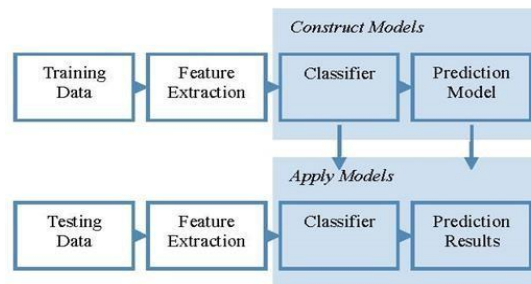 Construct Models
Training
Data
Feature
Extraction
Classifier
Prediction
Model
Apply Models
Testing
Data
Feature
Extraction
Classifier
Prediction
Results